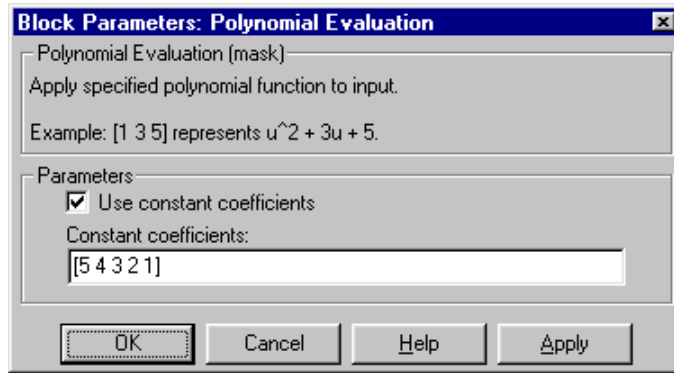 Block Parameters: Polynomial Evaluation
Polynomial Evaluation (mask)
Apply specified polynomial function to input.
Example: [1 3 5] represents u^2 + 3u + 5.
Parameters
Use constant coefficients
Constant coefficients:
[5 4 3 2 1]
OK Cancel Help Apply